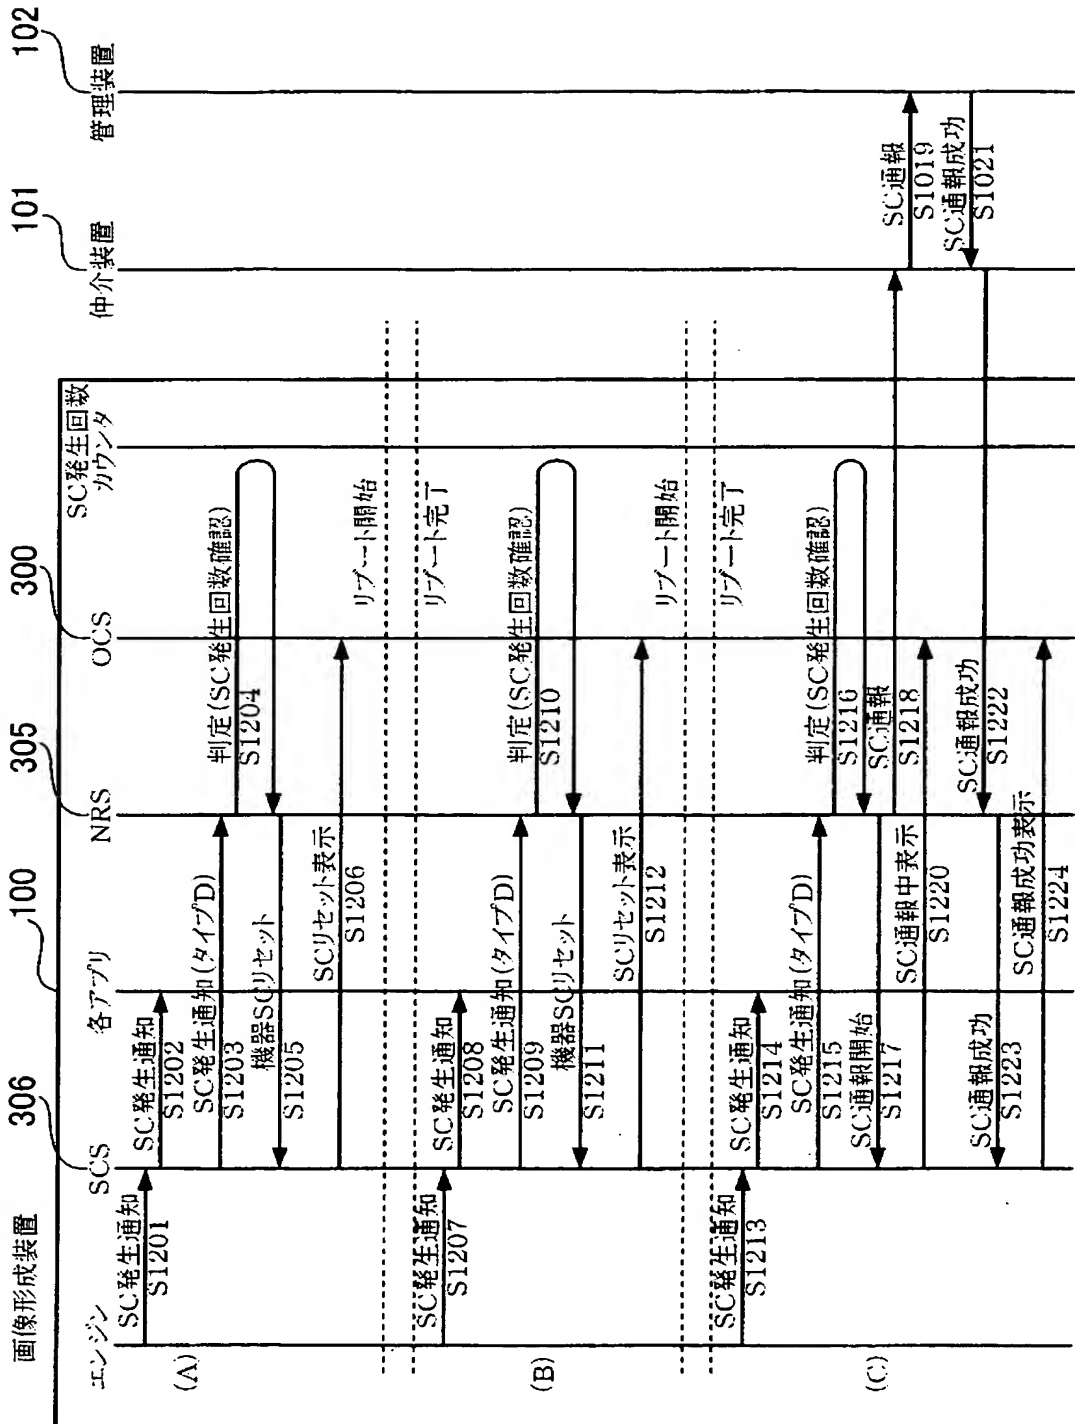 画像形成装置
306
100
305
300
101
102
エンジン
SCS
各アプリ
NRS
OCS
SC発生回数
カウンタ
仲介装置
管理装置
(A)
SC発生通知
S1201
SC発生通知
S1202
SC発生通知(タイプD)
S1203
判定(SC発生回数確認)
S1204
機器SCリセット
S1205
SCリセット表示
S1206
リブート開始
リブート完了
(B)
SC発生通知
S1207
SC発生通知
S1208
SC発生通知(タイプD)
S1209
判定(SC発生回数確認)
S1210
機器SCリセット
S1211
SCリセット表示
S1212
リブート開始
リブート完了
(C)
SC発生通知
S1213
SC発生通知
S1214
SC発生通知(タイプD)
S1215
判定(SC発生回数確認)
S1216
SC通報開始
S1217
SC通報
S1218
SC通報
S1019
SC通報中表示
S1220
SC通報成功
S1021
SC通報成功
S1222
SC通報成功
S1223
SC通報成功表示
S1224